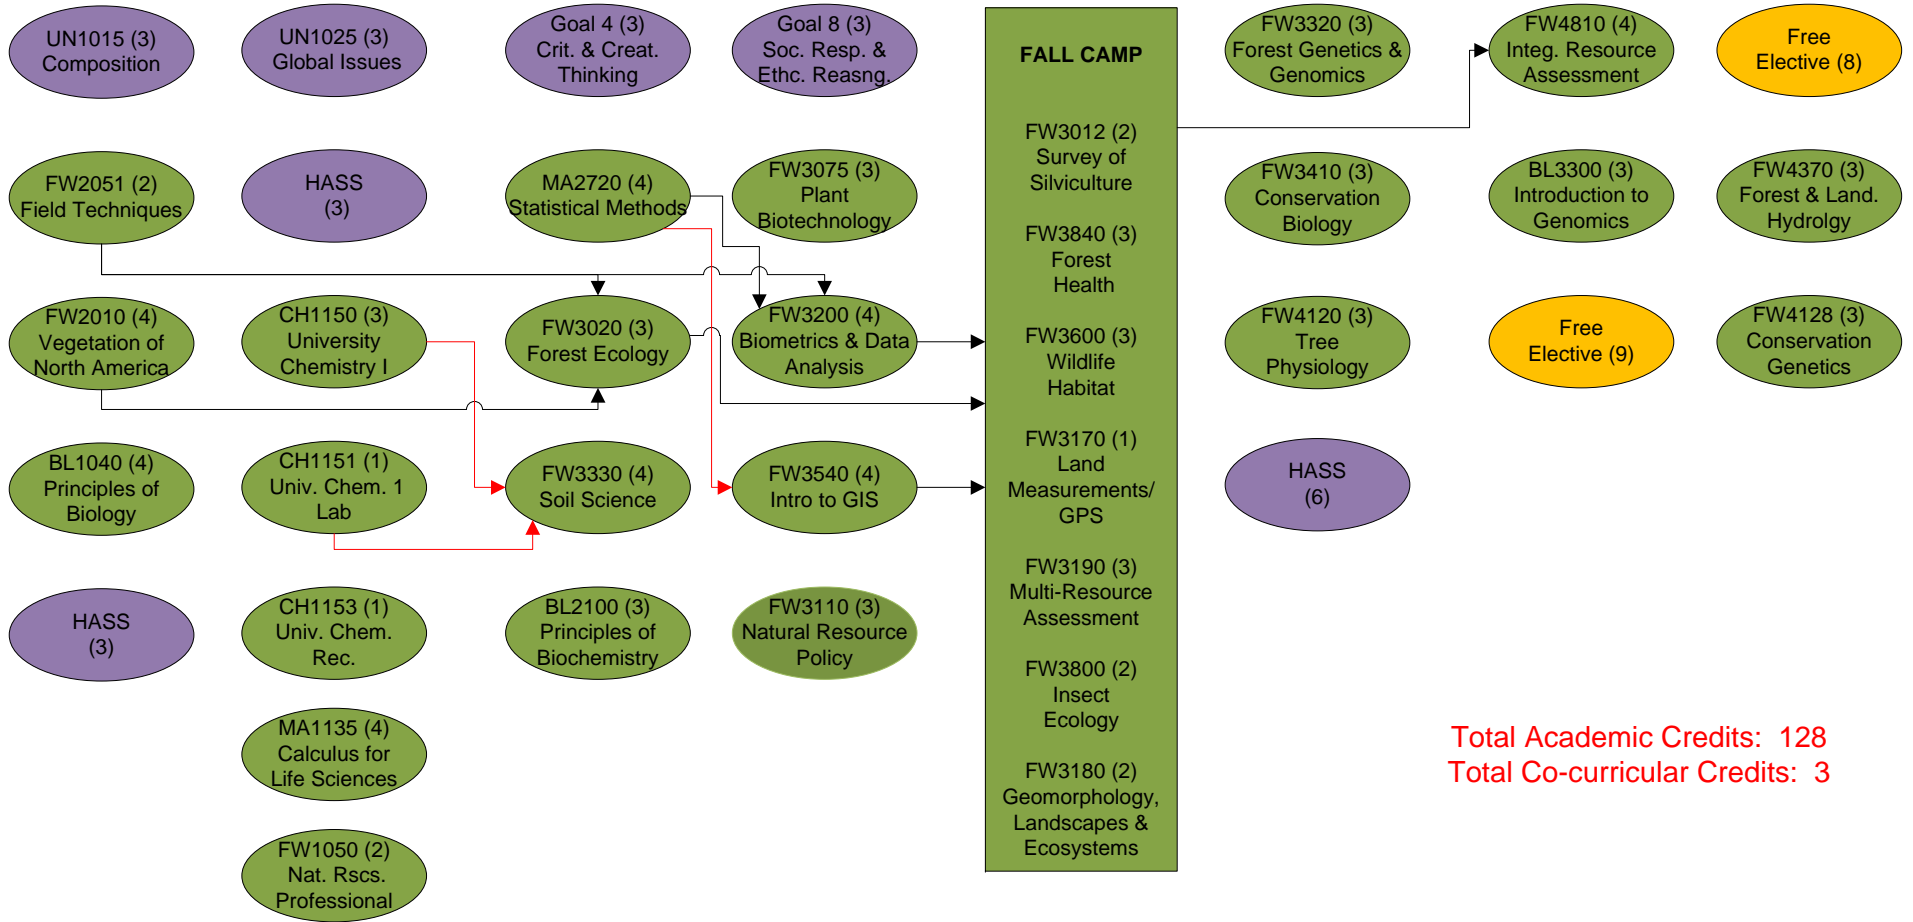 UN1015 (3)
Composition
FW2051 (2)
Field Techniques
FW2010 (4)
Vegetation of
North America
BL1040 (4)
Principles of
Biology
HASS
(3)
UN1025 (3)
Global Issues
HASS
(3)
CH1150 (3)
University
Chemistry I
CH1151 (1)
Univ. Chem. 1
Lab
CH1153 (1)
Univ. Chem.
Rec.
MA1135 (4)
Calculus for
Life Sciences
FW1050 (2)
Nat. Rscs.
Professional
Goal 4 (3)
Crit. & Creat.
Thinking
MA2720 (4)
Statistical Methods
FW3020 (3)
Forest Ecology
FW3330 (4)
Soil Science
BL2100 (3)
Principles of
Biochemistry
Goal 8 (3)
Soc. Resp. &
Ethc. Reasng.
FW3075 (3)
Plant
Biotechnology
FW3200 (4)
Biometrics & Data
Analysis
FW3540 (4)
Intro to GIS
FW3110 (3)
Natural Resource
Policy
FALL CAMP
FW3012 (2)
Survey of
Silviculture
FW3840 (3)
Forest
Health
FW3600 (3)
Wildlife
Habitat
FW3170 (1)
Land
Measurements/
GPS
FW3190 (3)
Multi-Resource
Assessment
FW3800 (2)
Insect
Ecology
FW3180 (2)
Geomorphology,
Landscapes &
Ecosystems
FW3320 (3)
Forest Genetics &
Genomics
FW3410 (3)
Conservation
Biology
FW4120 (3)
Tree
Physiology
HASS
(6)
FW4810 (4)
Integ. Resource
Assessment
BL3300 (3)
Introduction to
Genomics
Free
Elective (9)
Free
Elective (8)
FW4370 (3)
Forest & Land.
Hydrolgy
FW4128 (3)
Conservation
Genetics
Total Academic Credits:  128
Total Co-curricular Credits:  3